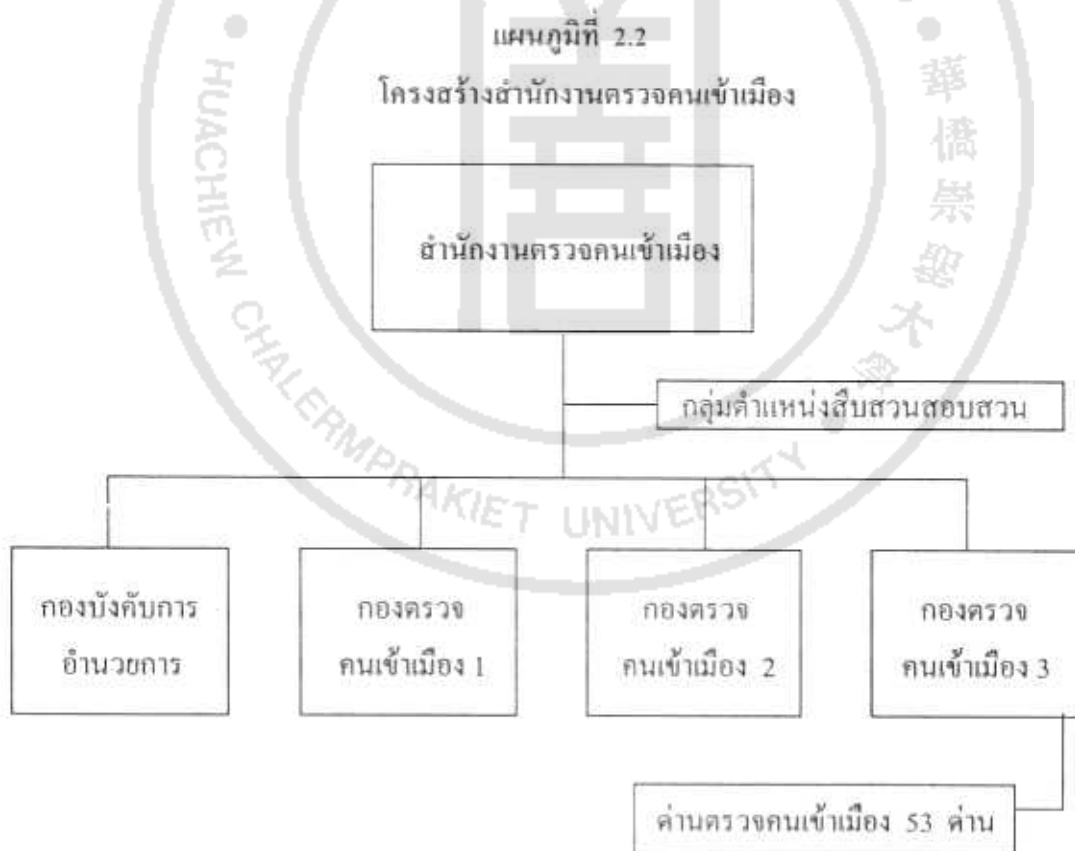 แผนภูมิที่ 2.2
โครงสร้างสำนักงานตรวจคนเข้าเมือง
สำนักงานตรวจคนเข้าเมือง
กลุ่มตำแหน่งสืบสวนสอบสวน
กองบังคับการ
อำนวยการ
กองตรวจ
คนเข้าเมือง 1
กองตรวจ
คนเข้าเมือง 2
กองตรวจ
คนเข้าเมือง 3
ด่านตรวจคนเข้าเมือง 53 ด่าน
HUACHIEW CHALERMPRAKIET UNIVERSITY
華僑崇聖大學